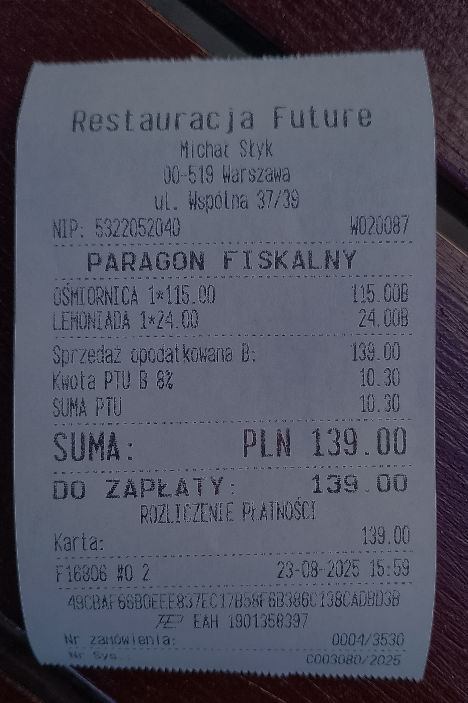 Restauracja Future
Michał Słyk
00-519 Warszawa
ul. Wspólna 37/39
NIP: 5322052040 W020087
PARAGON FISKALNY
OŚMIORNICA 1*115.00 115.00B
LEMONIADA 1*24.00 24.00B
Sprzedaż opodatkowana B: 139.00
Kwota PTU B 8% 10.30
SUMA PTU 10.30
SUMA: PLN 139.00
DO ZAPŁATY: 139.00
ROZLICZENIE PŁATNOŚCI
Karta: 139.00
F16806 #0 2 23-08-2025 15:59
EAH 1901358397
Nr zamówienia: 0004/3530
Nr Sys.: C003080/2025